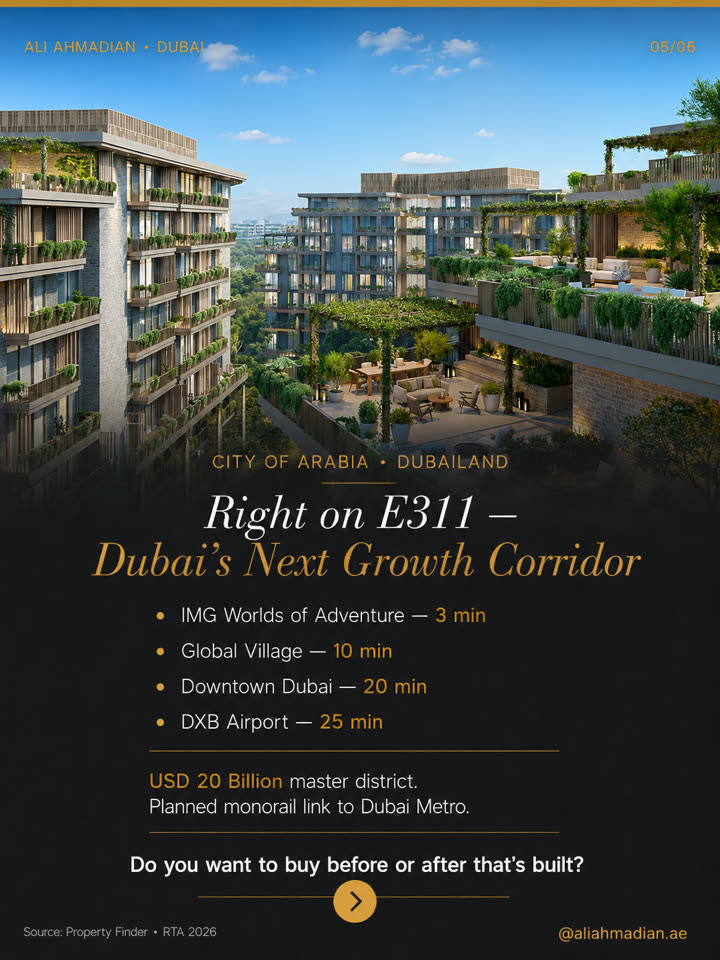 ALI AHMADIAN • DUBAI
05/06
CITY OF ARABIA • DUBAILAND
Right on E311 —
Dubai’s Next Growth Corridor
• IMG Worlds of Adventure — 3 min
• Global Village — 10 min
• Downtown Dubai — 20 min
• DXB Airport — 25 min
USD 20 Billion master district.
Planned monorail link to Dubai Metro.
Do you want to buy before or after that’s built?
Source: Property Finder • RTA 2026
@aliahmadian.ae